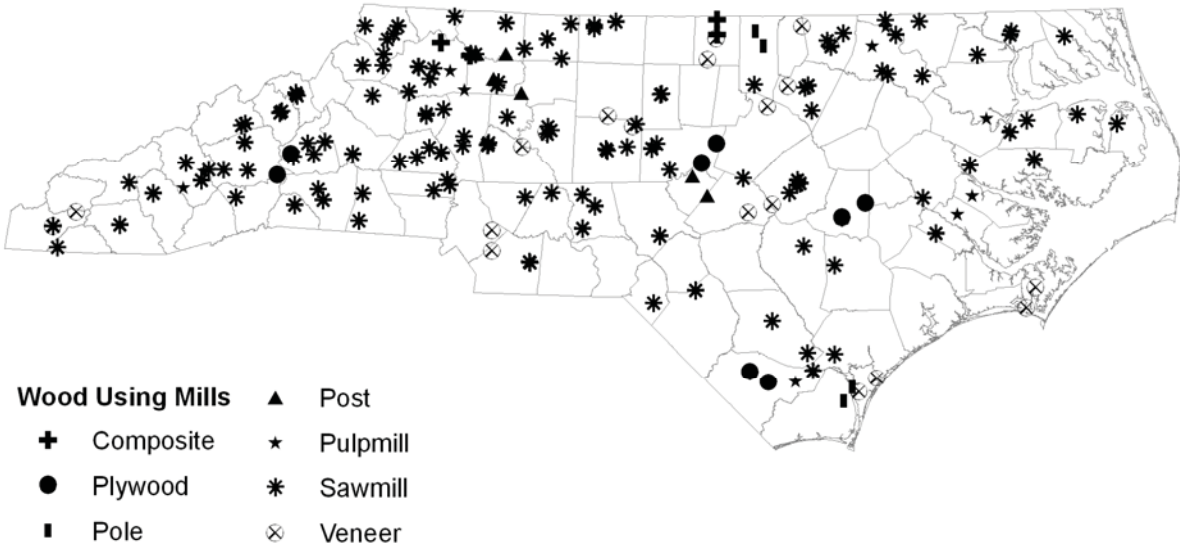 Wood Using Mills
Composite
Plywood
Pole
Post
Pulpmill
Sawmill
Veneer